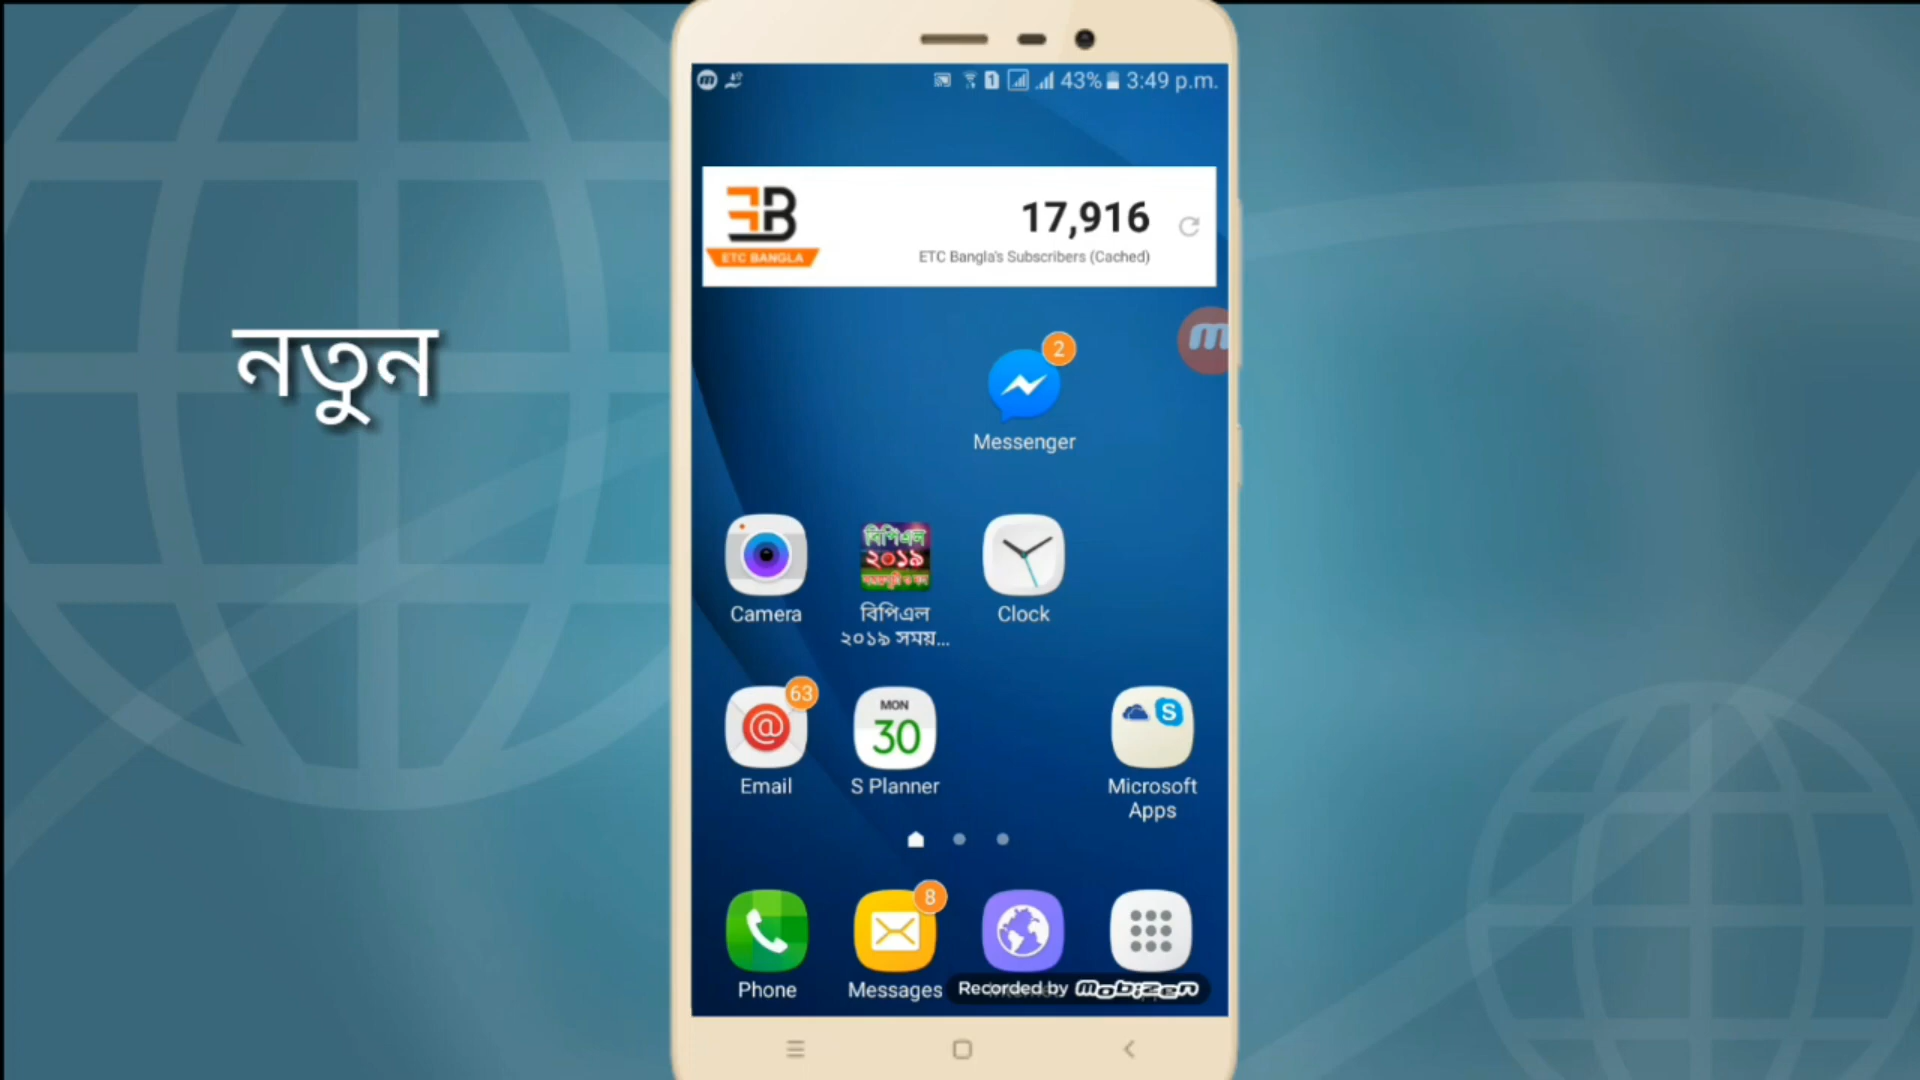 43% 3:49 p.m.
EB
ETC BANGLA
17,916
ETC Bangla's Subscribers (Cached)
নতুন
2
Messenger
বিপিএল
২০১৯
Camera
বিপিএল
২০১৯ সময়...
Clock
63
MON
30
S
Email
S Planner
Microsoft
Apps
8
Phone
Messages
Recorded by mobizen